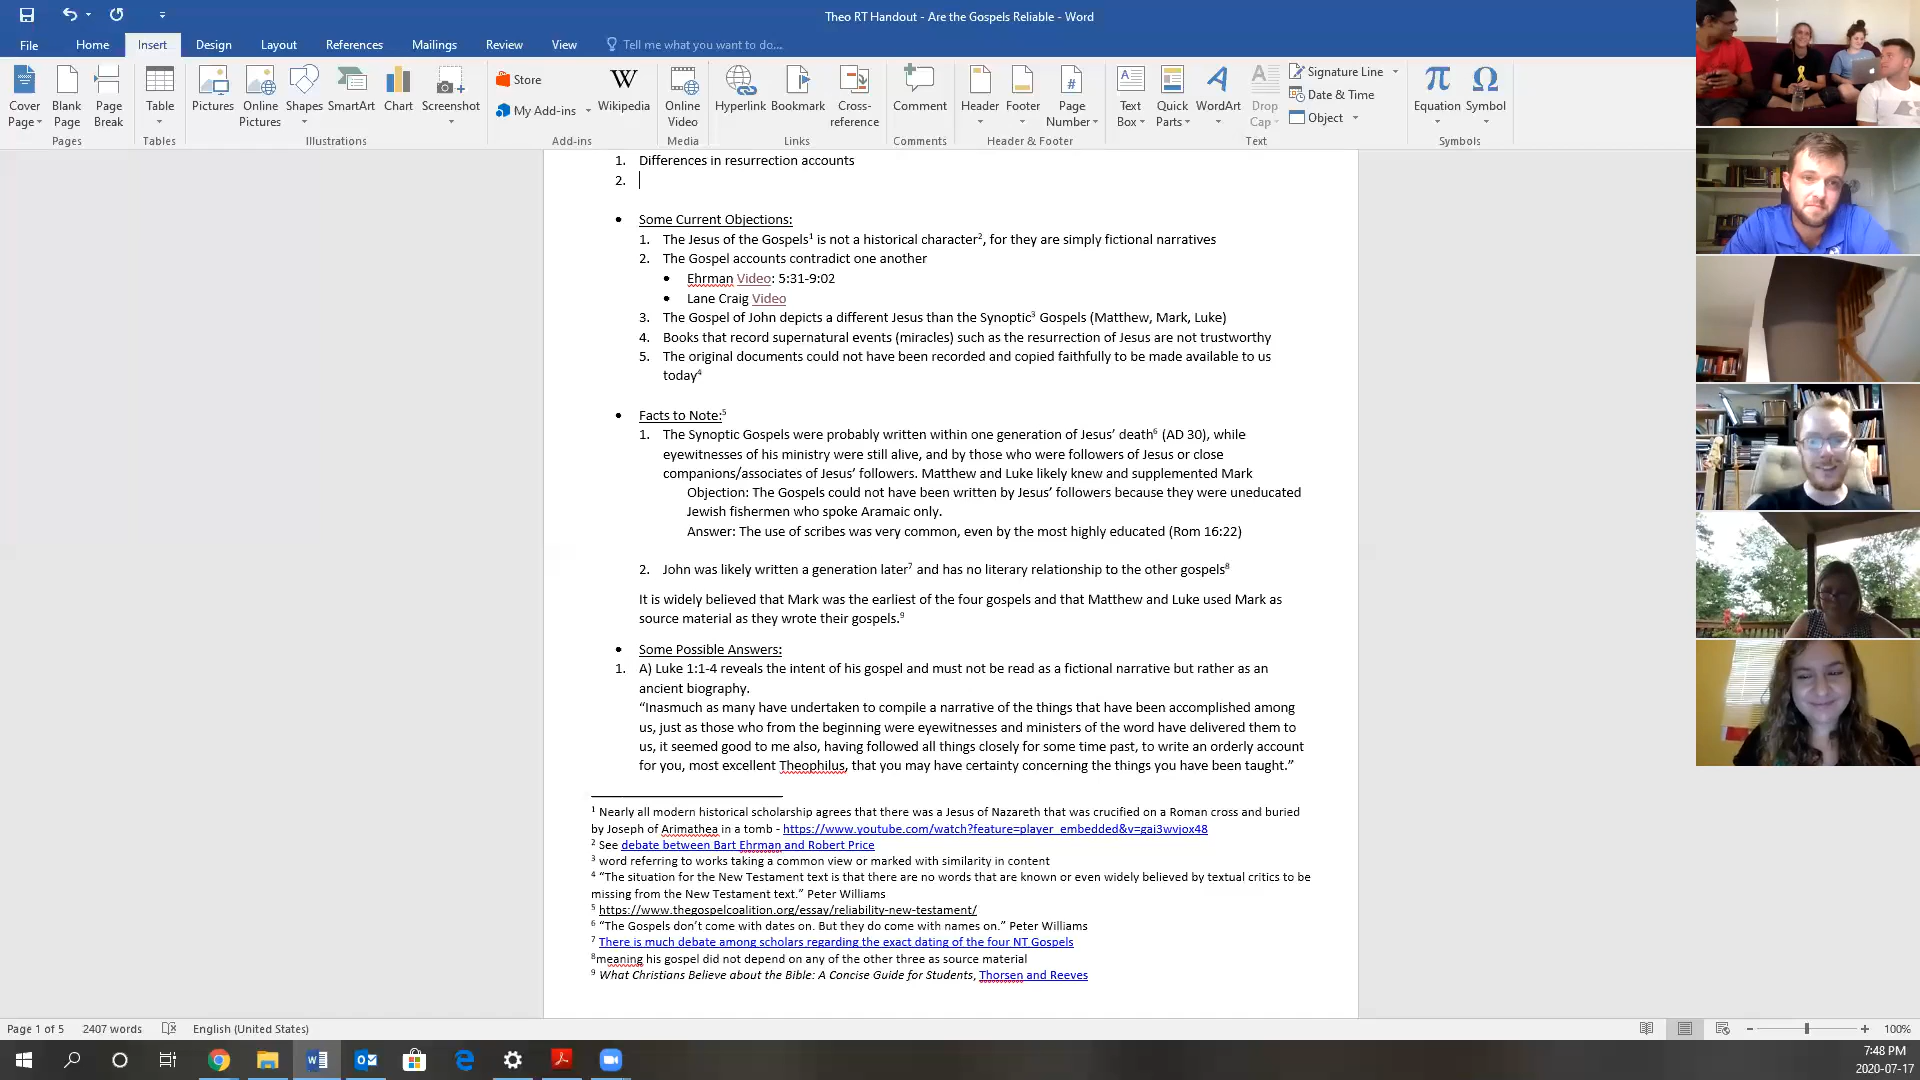 Theo RT Handout - Are the Gospels Reliable - Word
File Home Insert Design Layout References Mailings Review View Tell me what you want to do...
Cover Page Blank Page Page Break Table Pictures Online Pictures Shapes SmartArt Chart Screenshot Store My Add-ins Wikipedia Online Video Hyperlink Bookmark Cross-reference Comment Header Footer Page Number Text Box Quick Parts WordArt Drop Cap Signature Line Date & Time Object Equation Symbol
Pages Tables Illustrations Add-ins Media Links Comments Header & Footer Text Symbols
1. Differences in resurrection accounts
2.
• Some Current Objections:
1. The Jesus of the Gospels¹ is not a historical character², for they are simply fictional narratives
2. The Gospel accounts contradict one another
• Ehrman Video: 5:31-9:02
• Lane Craig Video
3. The Gospel of John depicts a different Jesus than the Synoptic³ Gospels (Matthew, Mark, Luke)
4. Books that record supernatural events (miracles) such as the resurrection of Jesus are not trustworthy
5. The original documents could not have been recorded and copied faithfully to be made available to us
today⁴
• Facts to Note:⁵
1. The Synoptic Gospels were probably written within one generation of Jesus’ death⁶ (AD 30), while
eyewitnesses of his ministry were still alive, and by those who were followers of Jesus or close
companions/associates of Jesus’ followers. Matthew and Luke likely knew and supplemented Mark
Objection: The Gospels could not have been written by Jesus’ followers because they were uneducated
Jewish fishermen who spoke Aramaic only.
Answer: The use of scribes was very common, even by the most highly educated (Rom 16:22)
2. John was likely written a generation later⁷ and has no literary relationship to the other gospels⁸
It is widely believed that Mark was the earliest of the four gospels and that Matthew and Luke used Mark as
source material as they wrote their gospels.⁹
• Some Possible Answers:
1. A) Luke 1:1-4 reveals the intent of his gospel and must not be read as a fictional narrative but rather as an
ancient biography.
“Inasmuch as many have undertaken to compile a narrative of the things that have been accomplished among
us, just as those who from the beginning were eyewitnesses and ministers of the word have delivered them to
us, it seemed good to me also, having followed all things closely for some time past, to write an orderly account
for you, most excellent Theophilus, that you may have certainty concerning the things you have been taught.”
¹ Nearly all modern historical scholarship agrees that there was a Jesus of Nazareth that was crucified on a Roman cross and buried
by Joseph of Arimathea in a tomb - https://www.youtube.com/watch?feature=player_embedded&v=gai3wvjox48
² See debate between Bart Ehrman and Robert Price
³ word referring to works taking a common view or marked with similarity in content
⁴ “The situation for the New Testament text is that there are no words that are known or even widely believed by textual critics to be
missing from the New Testament text.” Peter Williams
⁵ https://www.thegospelcoalition.org/essay/reliability-new-testament/
⁶ “The Gospels don’t come with dates on. But they do come with names on.” Peter Williams
⁷ There is much debate among scholars regarding the exact dating of the four NT Gospels
⁸meaning his gospel did not depend on any of the other three as source material
⁹ What Christians Believe about the Bible: A Concise Guide for Students, Thorsen and Reeves
Page 1 of 5 2407 words English (United States) 100%
7:48 PM
2020-07-17